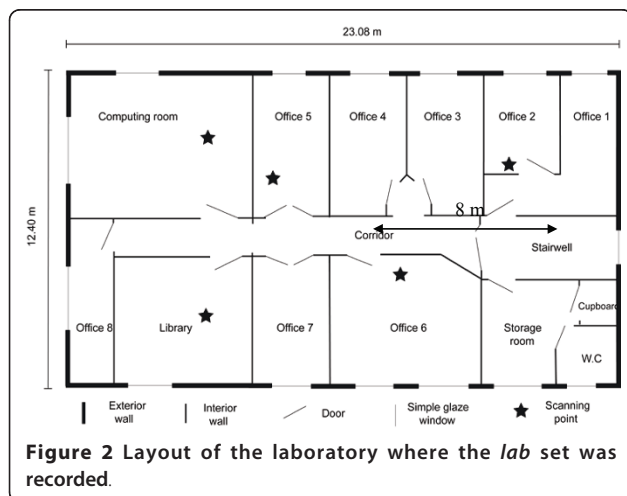 23.08 m
12.40 m
Computing room
Office 5
Office 4
Office 3
Office 2
Office 1
8 m
Corridor
Stairwell
Office 8
Library
Office 7
Office 6
Storage
room
Cupboard
W.C
Exterior
wall
Interior
wall
Door
Simple glaze
window
Scanning
point
Figure 2 Layout of the laboratory where the lab set was
recorded.